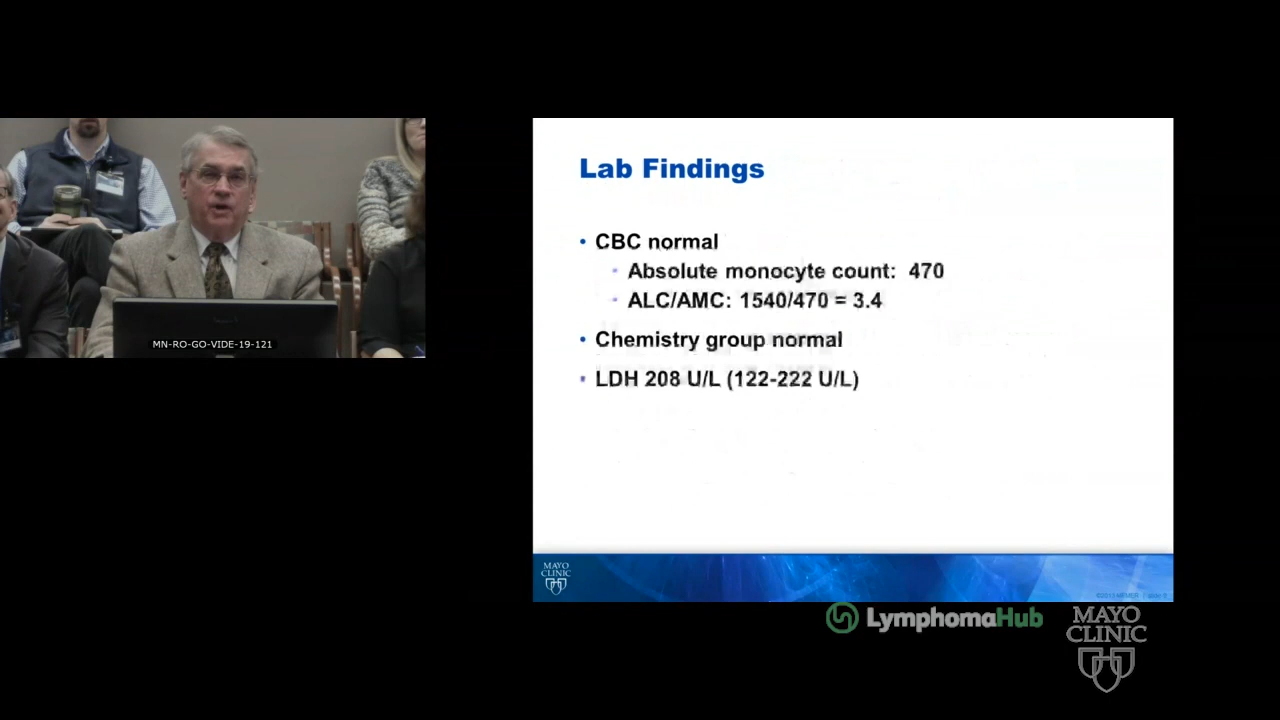 MN-RO-GO-VIDE-19-121
Lab Findings
• CBC normal
• Absolute monocyte count: 470
• ALC/AMC: 1540/470 = 3.4
• Chemistry group normal
• LDH 208 U/L (122-222 U/L)
MAYO
CLINIC
LymphomaHub
MAYO
CLINIC